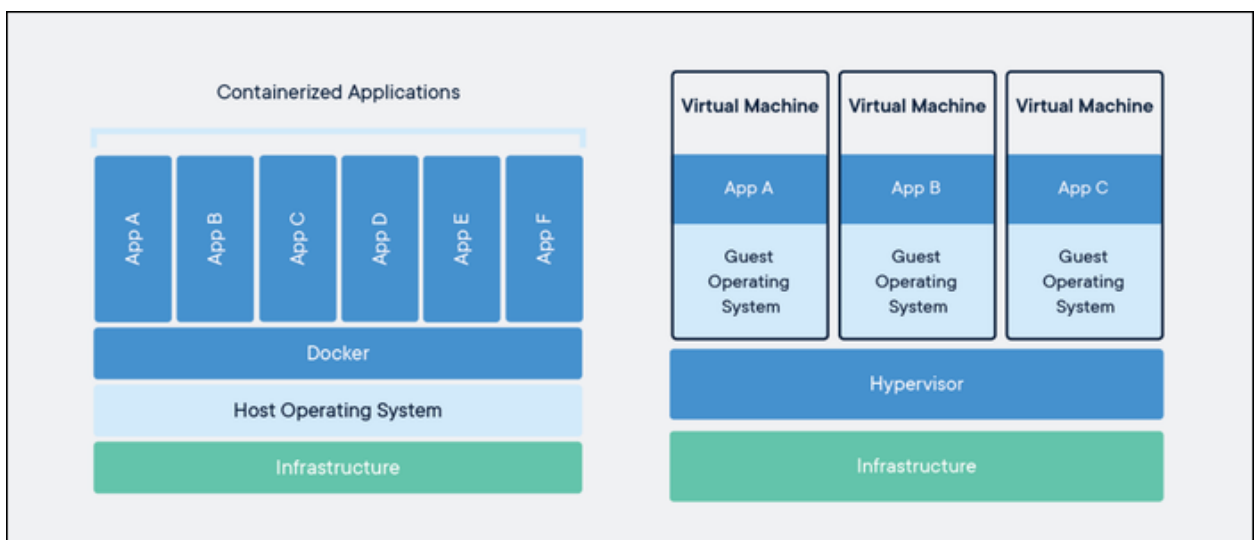 Containerized Applications
App A
App B
App C
App D
App E
App F
Docker
Host Operating System
Infrastructure
Virtual Machine
App A
Guest
Operating
System
Virtual Machine
App B
Guest
Operating
System
Virtual Machine
App C
Guest
Operating
System
Hypervisor
Infrastructure